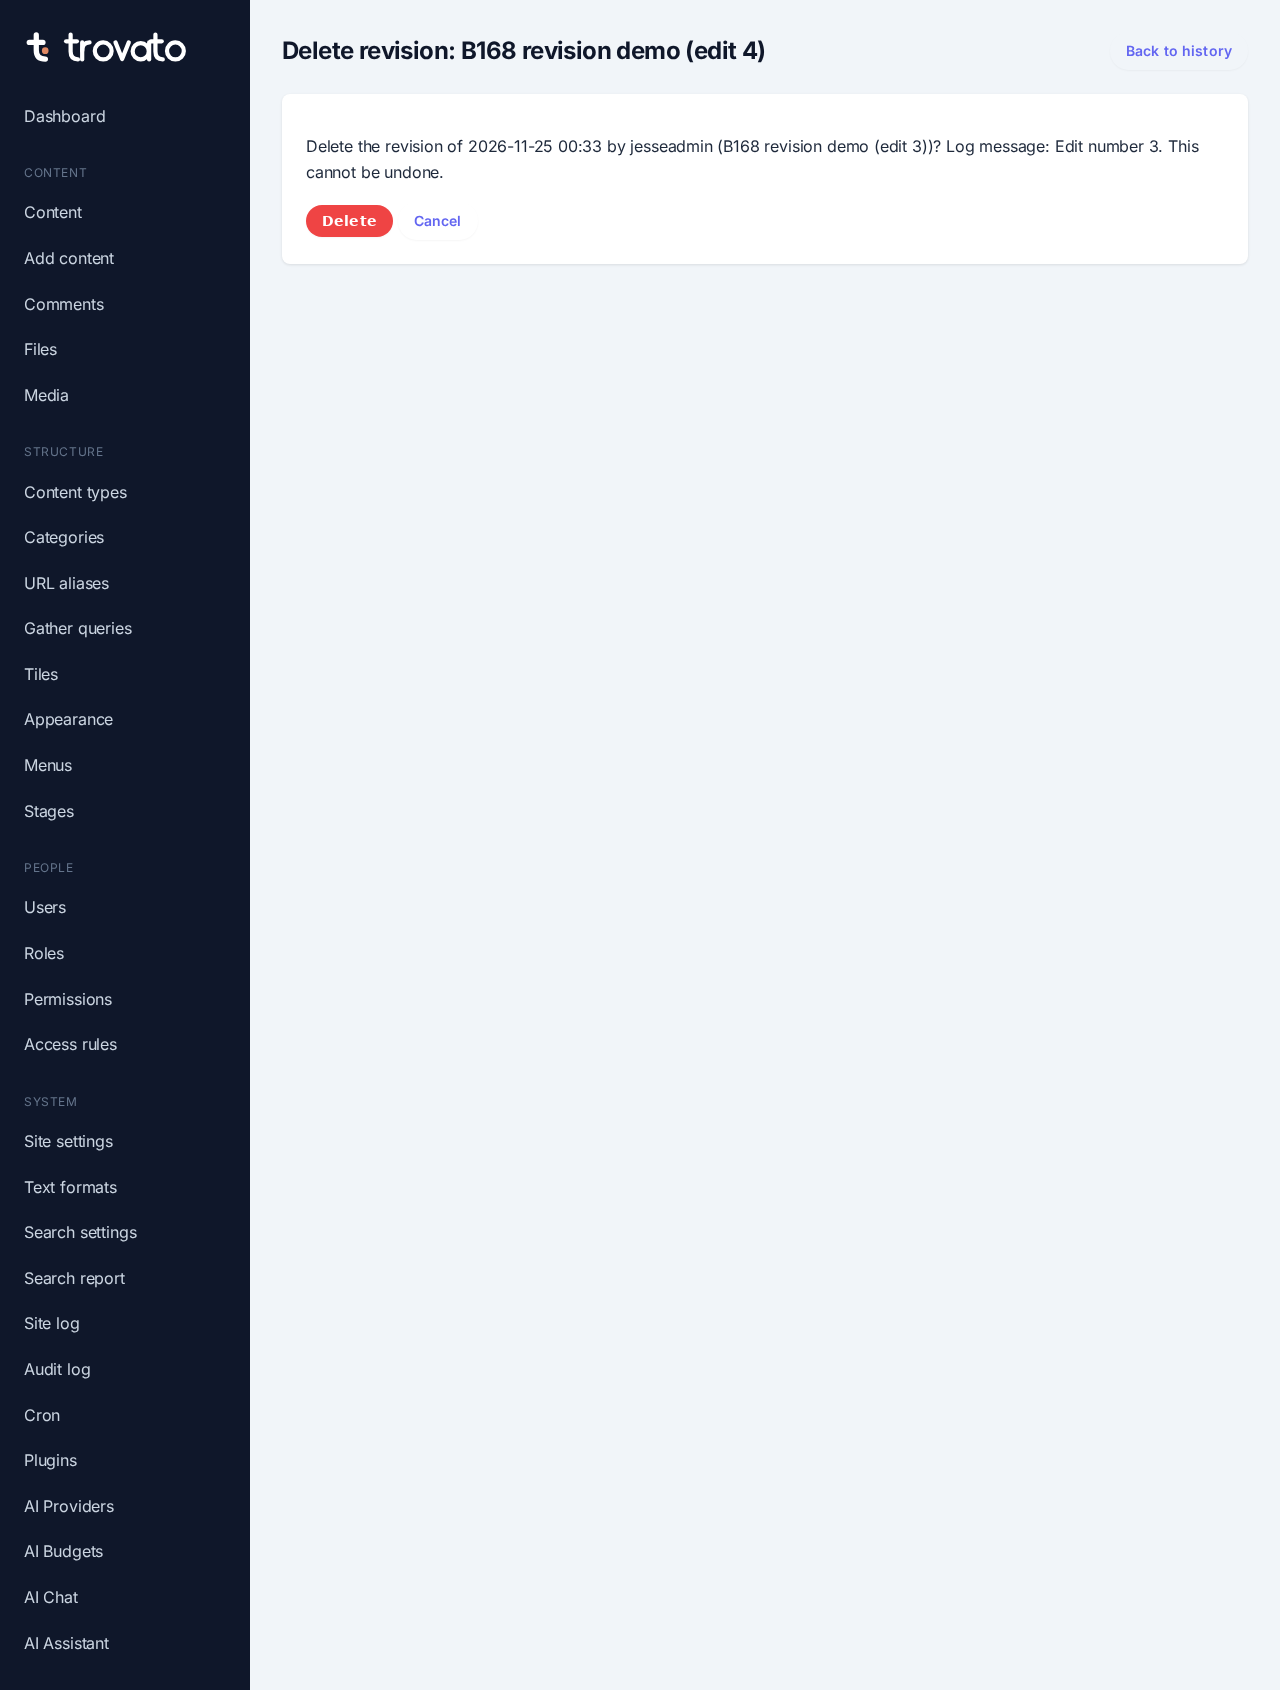 trovato
Dashboard
CONTENT
Content
Add content
Comments
Files
Media
STRUCTURE
Content types
Categories
URL aliases
Gather queries
Tiles
Appearance
Menus
Stages
PEOPLE
Users
Roles
Permissions
Access rules
SYSTEM
Site settings
Text formats
Search settings
Search report
Site log
Audit log
Cron
Plugins
AI Providers
AI Budgets
AI Chat
AI Assistant
Delete revision: B168 revision demo (edit 4)
Back to history
Delete the revision of 2026-11-25 00:33 by jesseadmin (B168 revision demo (edit 3))? Log message: Edit number 3. This
cannot be undone.
Delete
Cancel